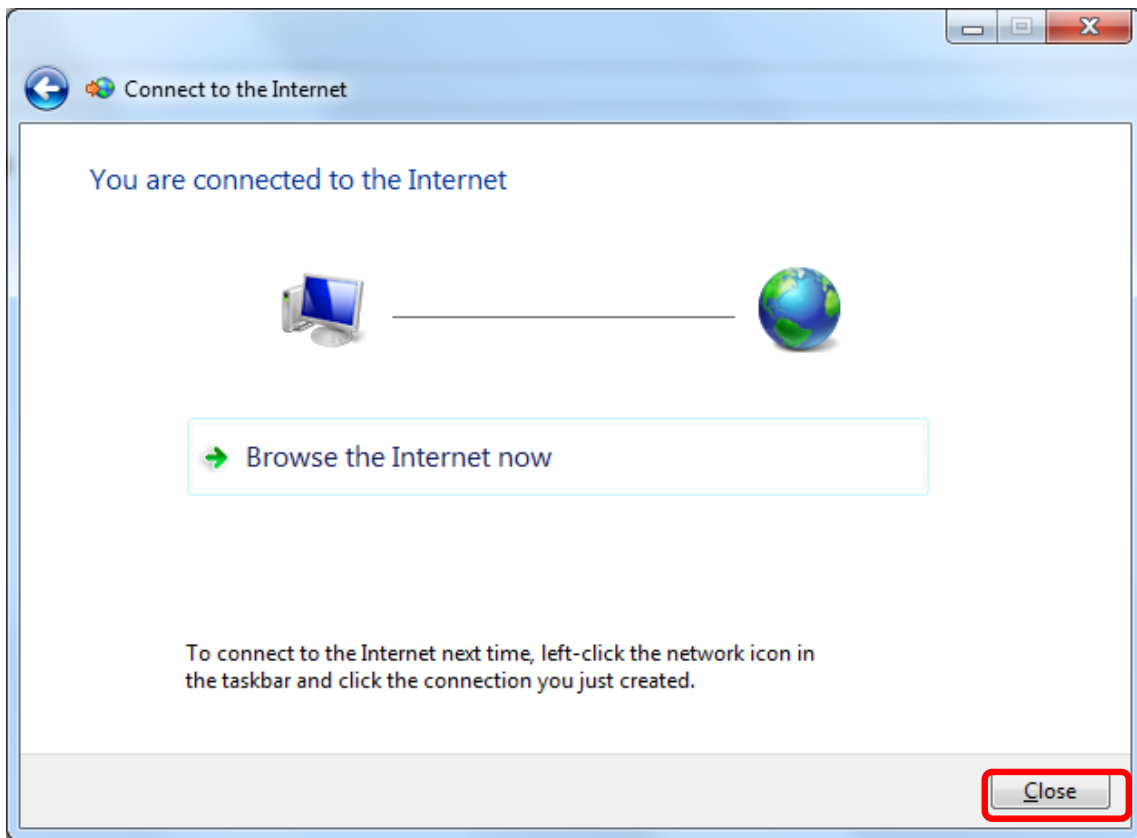 Connect to the Internet
You are connected to the Internet
Browse the Internet now
To connect to the Internet next time, left-click the network icon in
the taskbar and click the connection you just created.
Close